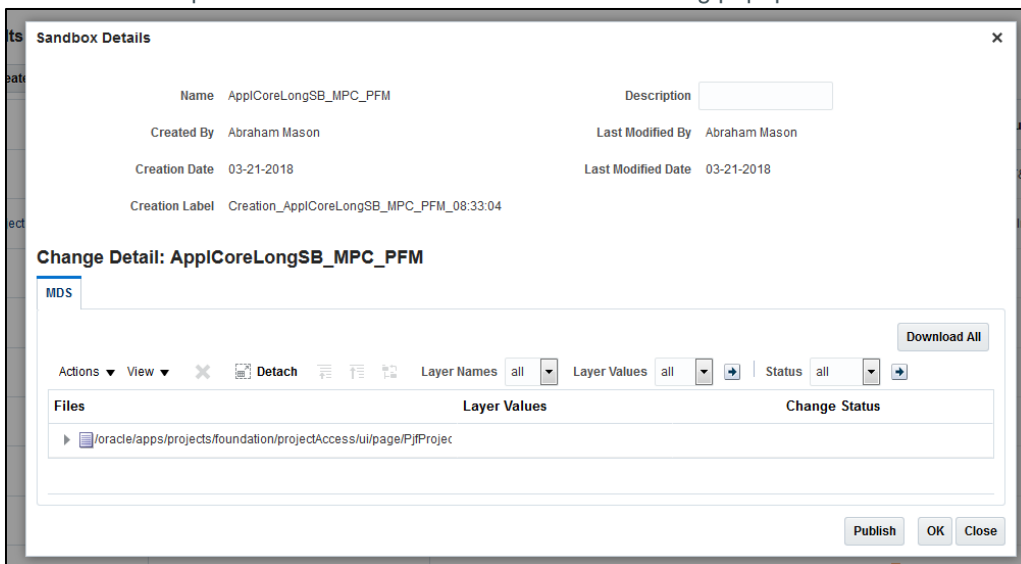 Sandbox Details
Name ApplCoreLongSB_MPC_PFM Description
Created By Abraham Mason Last Modified By Abraham Mason
Creation Date 03-21-2018 Last Modified Date 03-21-2018
Creation Label Creation_ApplCoreLongSB_MPC_PFM_08:33:04
Change Detail: ApplCoreLongSB_MPC_PFM
MDS
Download All
Actions View Detach Layer Names all Layer Values all Status all
Files Layer Values Change Status
/oracle/apps/projects/foundation/projectAccess/ui/page/PjfProjec
Publish OK Close